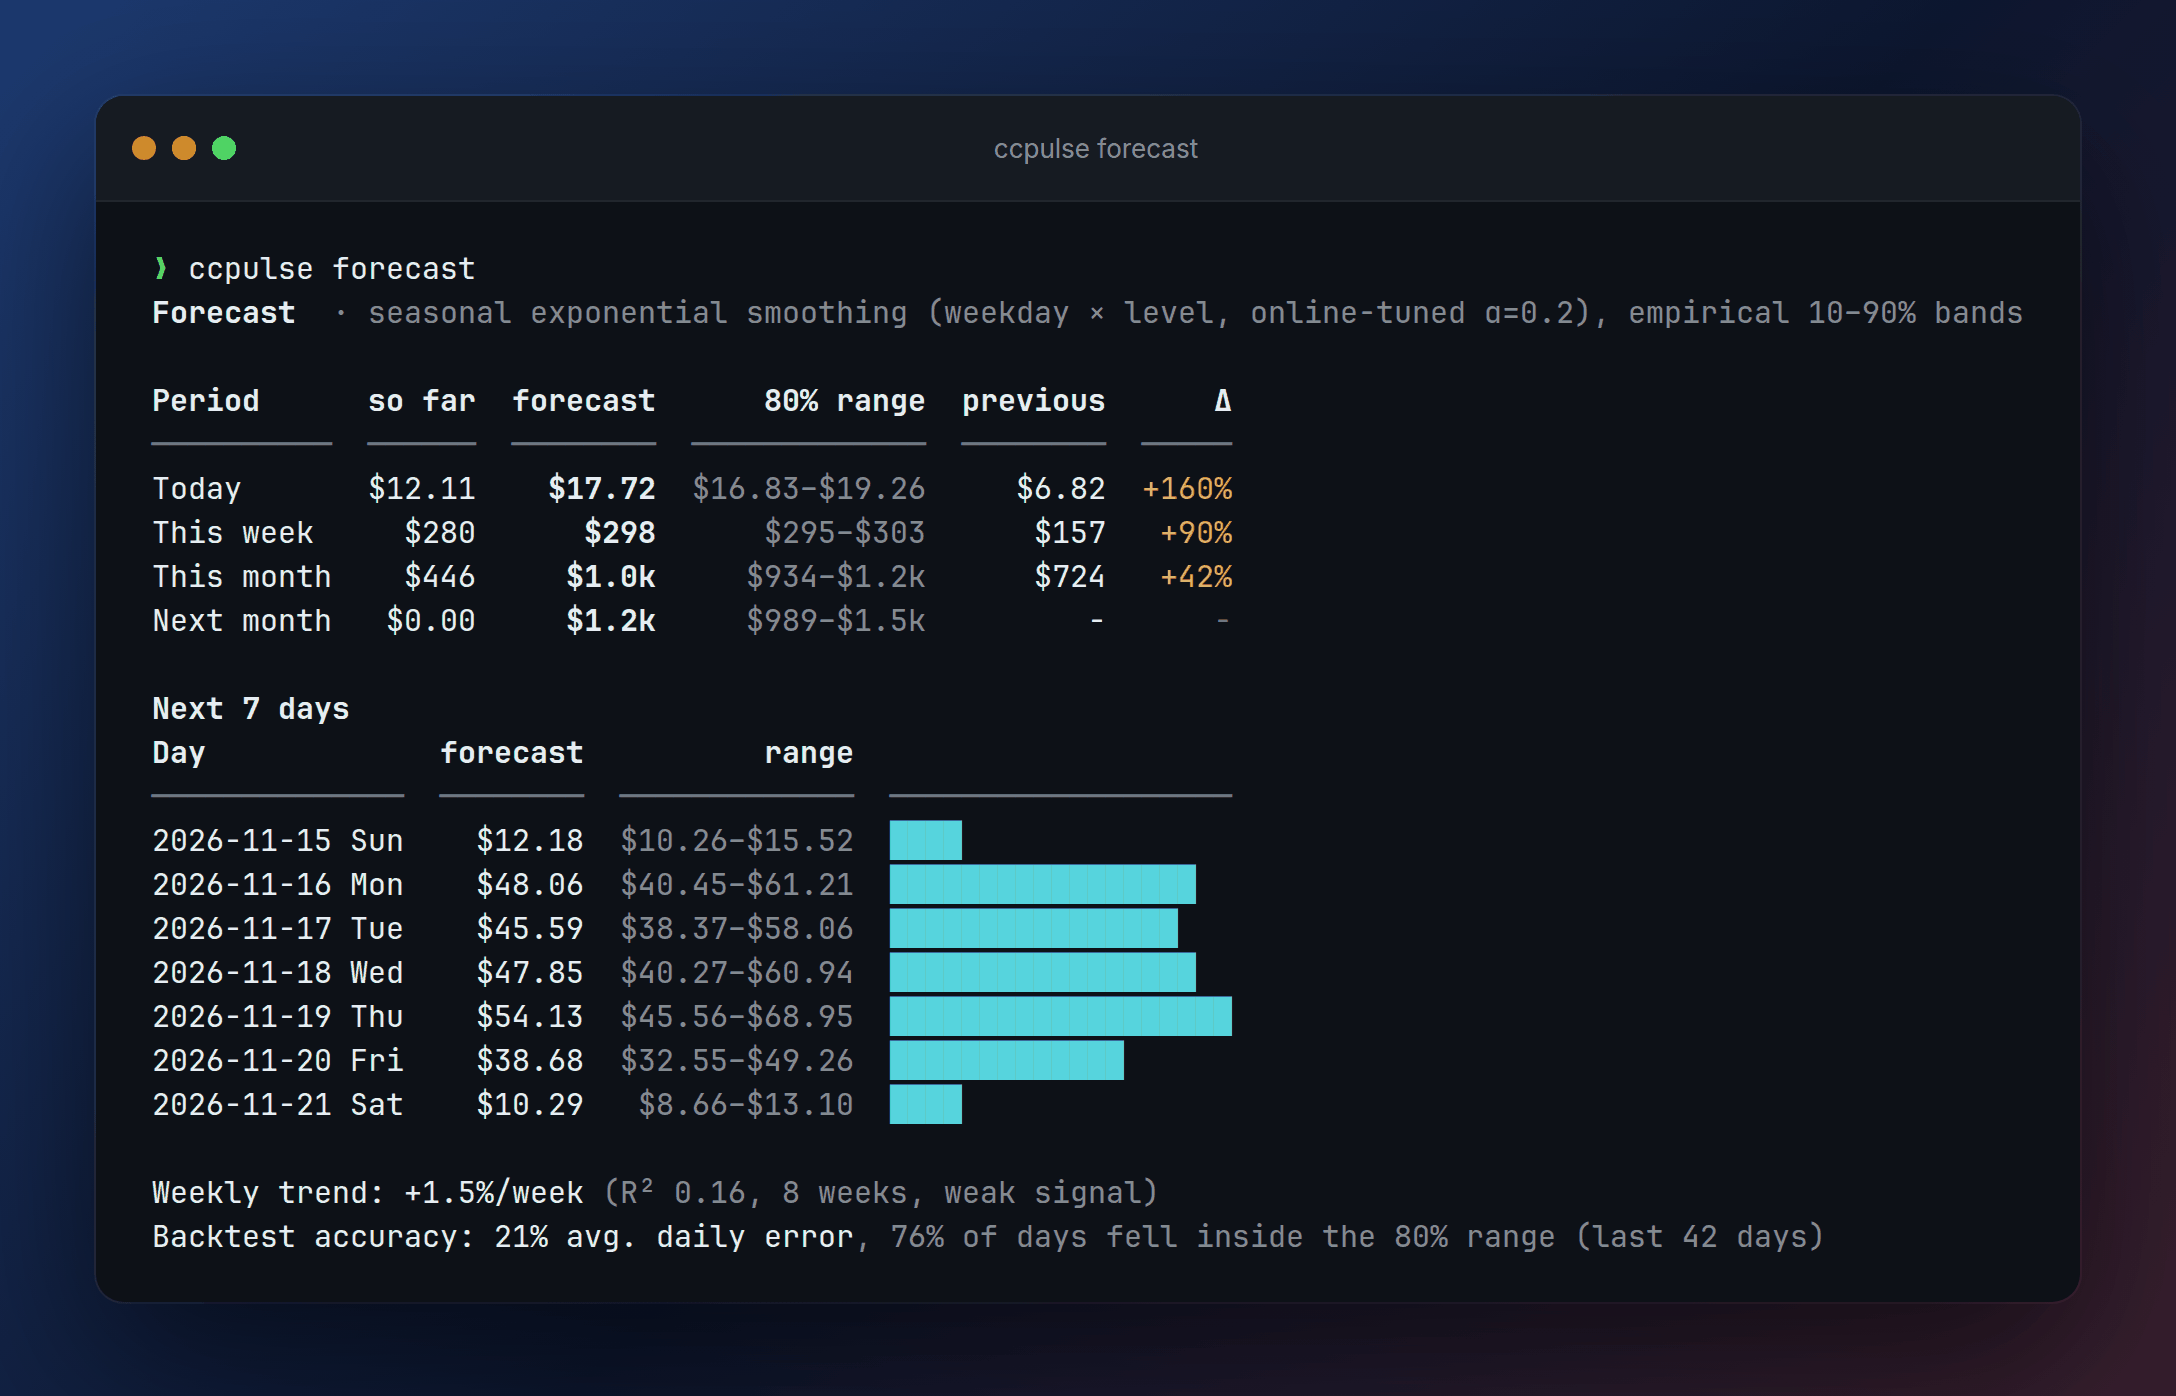 ccpulse forecast
❯ ccpulse forecast
Forecast · seasonal exponential smoothing (weekday × level, online-tuned α=0.2), empirical 10–90% bands
Period so far forecast 80% range previous Δ
Today $12.11 $17.72 $16.83–$19.26 $6.82 +160%
This week $280 $298 $295–$303 $157 +90%
This month $446 $1.0k $934–$1.2k $724 +42%
Next month $0.00 $1.2k $989–$1.5k - -
Next 7 days
Day forecast range
2026-11-15 Sun $12.18 $10.26–$15.52
2026-11-16 Mon $48.06 $40.45–$61.21
2026-11-17 Tue $45.59 $38.37–$58.06
2026-11-18 Wed $47.85 $40.27–$60.94
2026-11-19 Thu $54.13 $45.56–$68.95
2026-11-20 Fri $38.68 $32.55–$49.26
2026-11-21 Sat $10.29 $8.66–$13.10
Weekly trend: +1.5%/week (R² 0.16, 8 weeks, weak signal)
Backtest accuracy: 21% avg. daily error, 76% of days fell inside the 80% range (last 42 days)